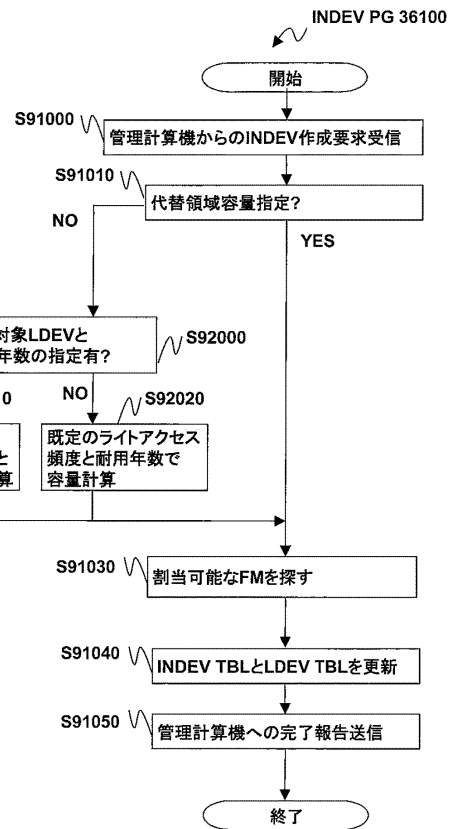 INDEV PG 36100
開始
S91000
管理計算機からのINDEV作成要求受信
S91010
代替領域容量指定?
NO
YES
対象LDEVと
年数の指定有?
S92000
0
NO
S92020
と
算
既定のライトアクセス
頻度と耐用年数で
容量計算
S91030
割当可能なFMを探す
S91040
INDEV TBLとLDEV TBLを更新
S91050
管理計算機への完了報告送信
終了